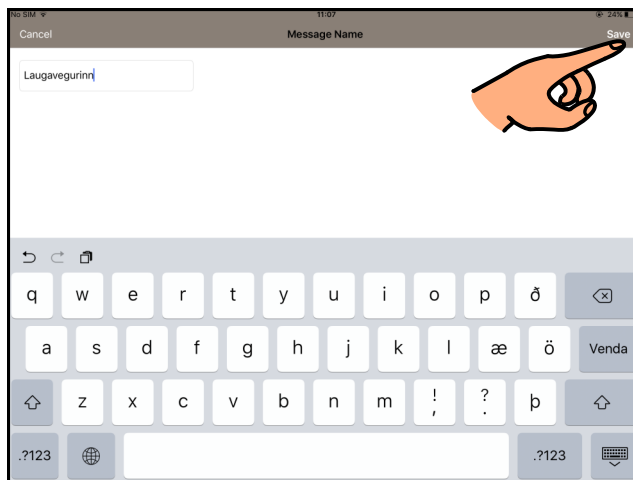 No SIM 11:07 24%
Cancel Message Name Save
Laugavegurinn
q w e r t y u i o p ð
a s d f g h j k l æ ö Venda
z x c v b n m ! , ? . þ
.?123 .?123